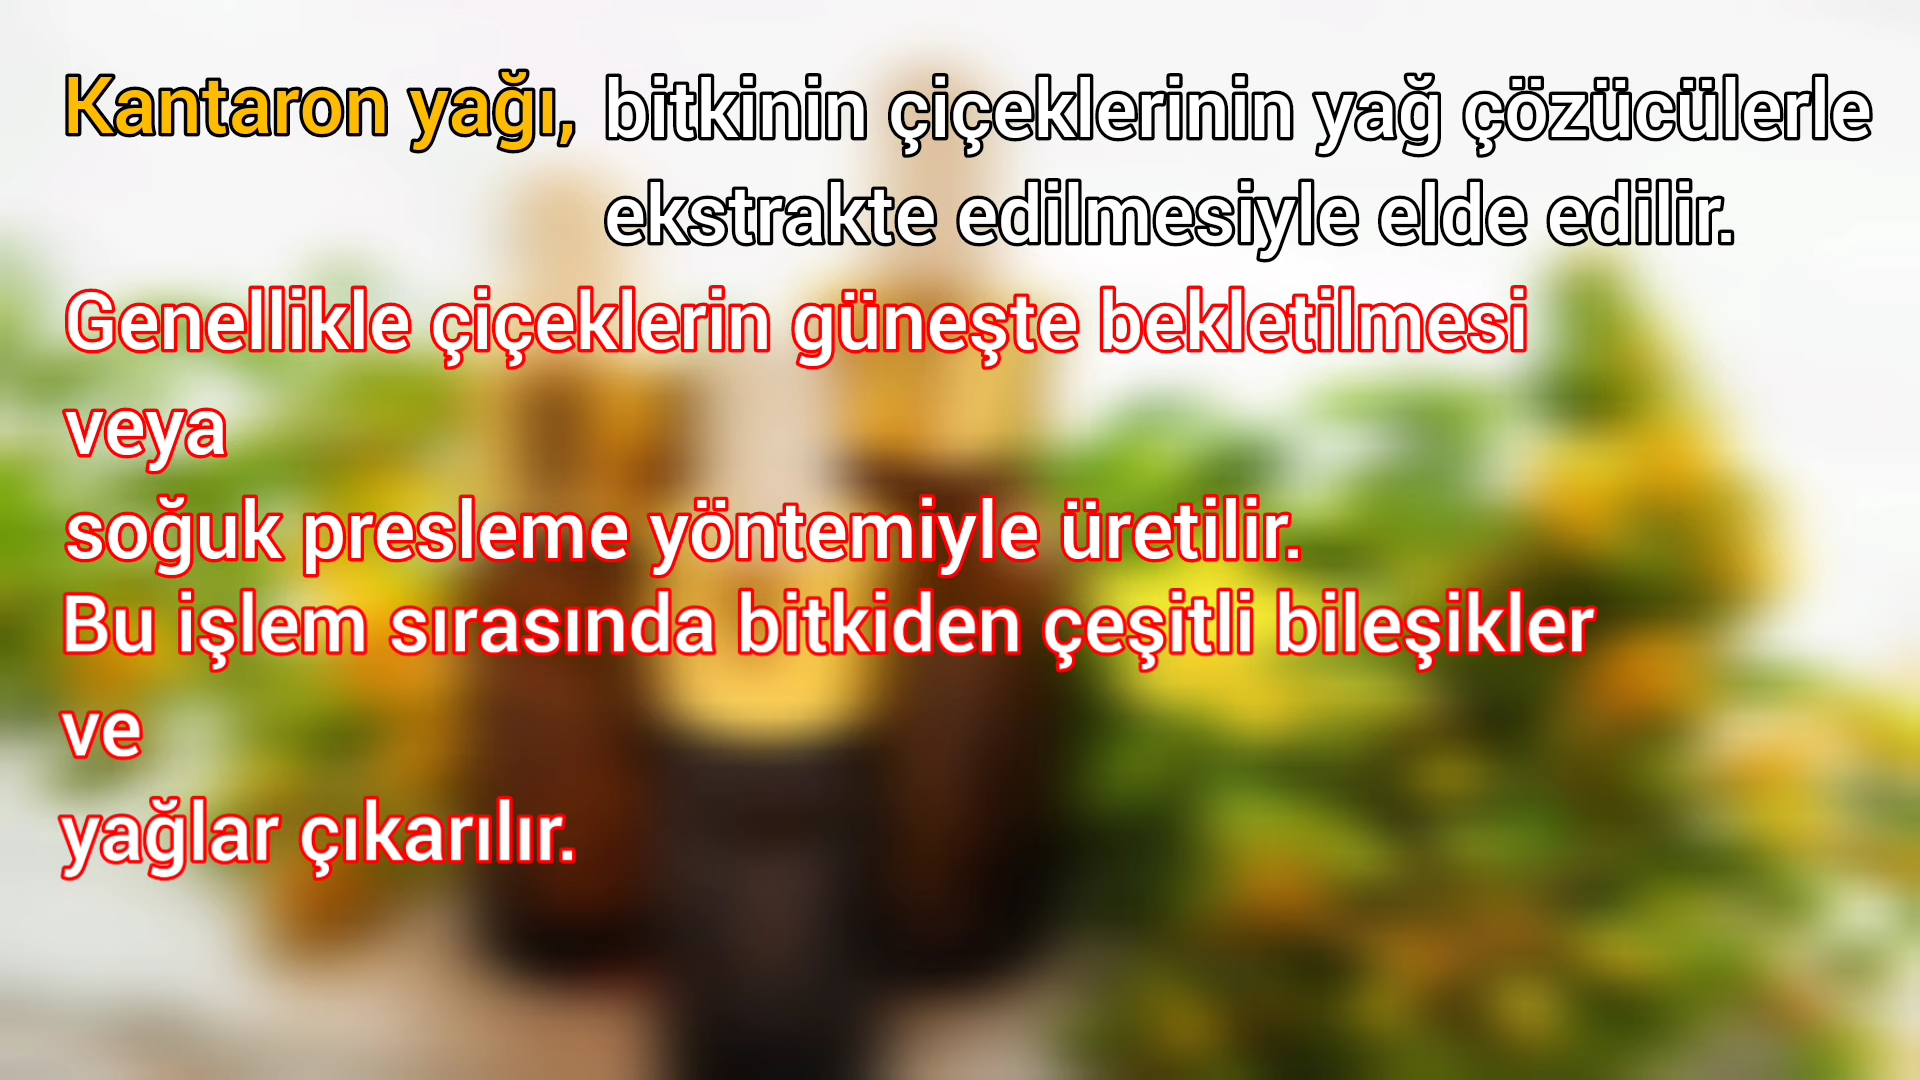 Kantaron yağı, bitkinin çiçeklerinin yağ çözücülerle
ekstrakte edilmesiyle elde edilir.
Genellikle çiçeklerin güneşte bekletilmesi
veya
soğuk presleme yöntemiyle üretilir.
Bu işlem sırasında bitkiden çeşitli bileşikler
ve
yağlar çıkarılır.